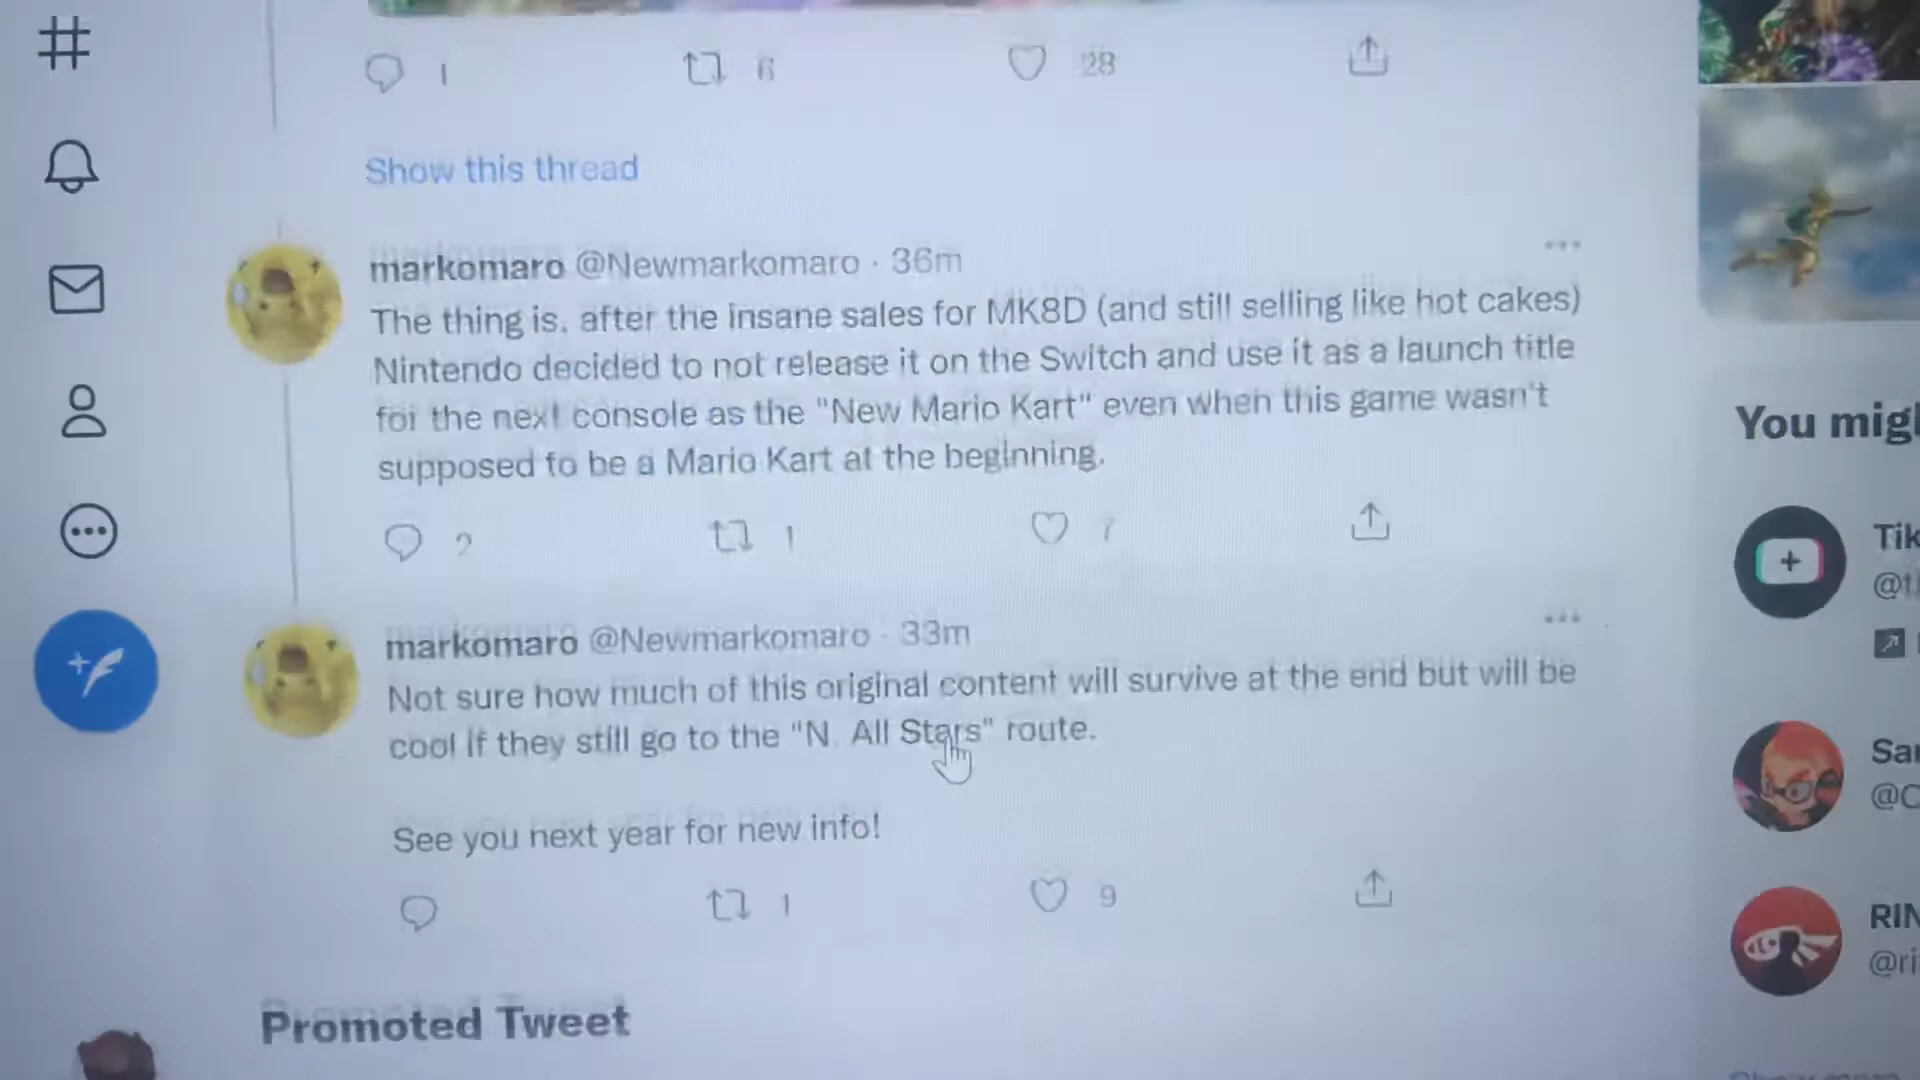 1 6 28
Show this thread
markomaro @Newmarkomaro · 36m
The thing is, after the insane sales for MK8D (and still selling like hot cakes)
Nintendo decided to not release it on the Switch and use it as a launch title
for the next console as the "New Mario Kart" even when this game wasn't
supposed to be a Mario Kart at the beginning.
2 1 7
markomaro @Newmarkomaro · 33m
Not sure how much of this original content will survive at the end but will be
cool if they still go to the "N. All Stars" route.
See you next year for new info!
1 9
Promoted Tweet
You migh
Tik
@t
Sar
RIN
@ri